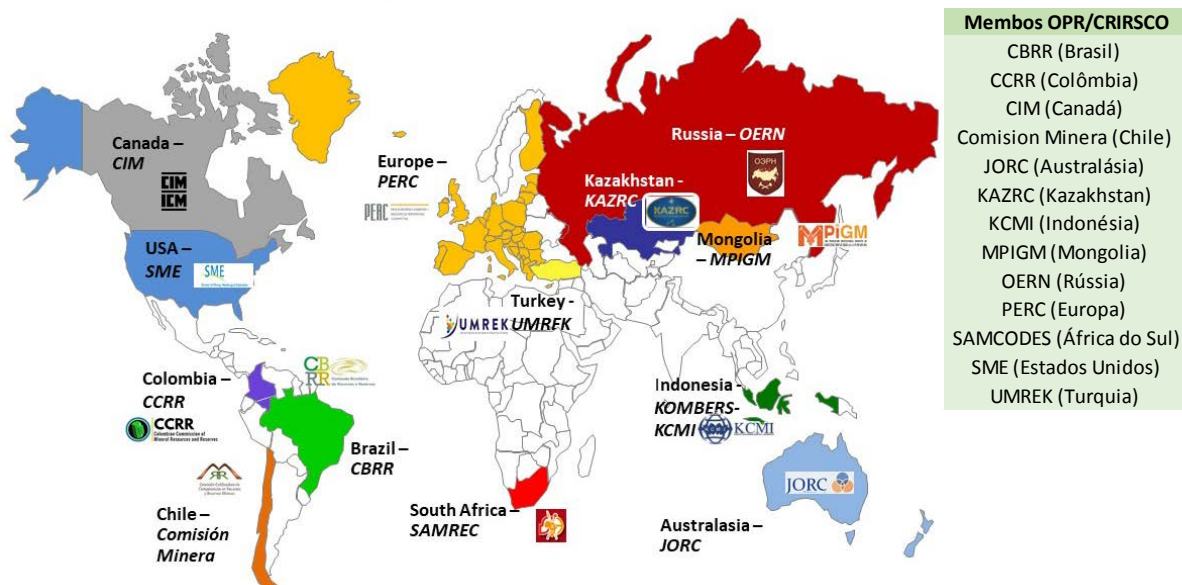 Canada –
CIM
CIM
ICM
USA –
SME
SME
Europe –
PERC
PERC
Russia – OERN
ОЭРН
Kazakhstan -
KAZRC
KAZRC
Mongolia
– MPIGM
MPIGM
Turkey -
UMREK
UMREK
Colombia –
CCRR
CCRR
Colombian Commission of
Mineral Resources and Reserves
CB
RR
Brazil –
CBRR
Chile –
Comisión
Minera
South Africa –
SAMREC
Indonesia -
KOMBERS-
KCMI
KCMI
JORC
Australasia –
JORC
Membos OPR/CRIRSCO
CBRR (Brasil)
CCRR (Colômbia)
CIM (Canadá)
Comision Minera (Chile)
JORC (Australásia)
KAZRC (Kazakhstan)
KCMI (Indonésia)
MPIGM (Mongolia)
OERN (Rússia)
PERC (Europa)
SAMCODES (África do Sul)
SME (Estados Unidos)
UMREK (Turquia)